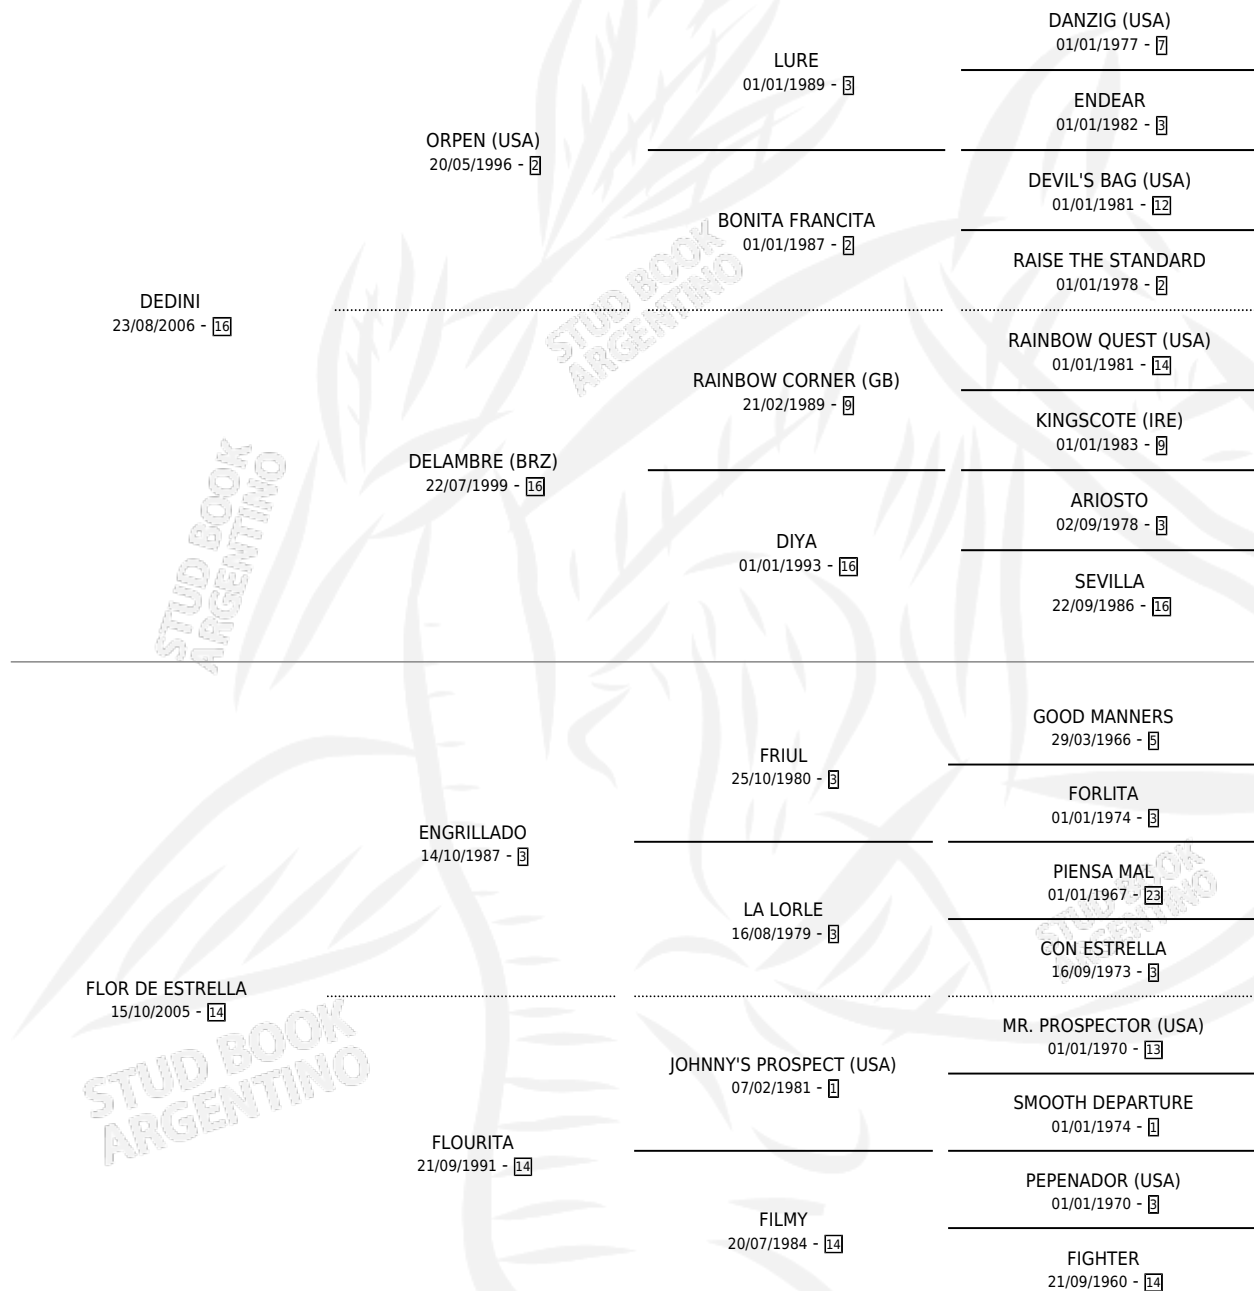 DANZIG (USA)
01/01/1977 - 7
LURE
01/01/1989 - 3
ENDEAR
01/01/1982 - 3
ORPEN (USA)
20/05/1996 - 2
DEVIL'S BAG (USA)
01/01/1981 - 12
BONITA FRANCITA
01/01/1987 - 2
RAISE THE STANDARD
01/01/1978 - 2
DEDINI
23/08/2006 - 16
RAINBOW QUEST (USA)
01/01/1981 - 14
RAINBOW CORNER (GB)
21/02/1989 - 9
KINGSCOTE (IRE)
01/01/1983 - 9
DELAMBRE (BRZ)
22/07/1999 - 16
ARIOSTO
02/09/1978 - 3
DIYA
01/01/1993 - 16
SEVILLA
22/09/1986 - 16
GOOD MANNERS
29/03/1966 - 5
FRIUL
25/10/1980 - 3
FORLITA
01/01/1974 - 3
ENGRILLADO
14/10/1987 - 3
PIENSA MAL
01/01/1967 - 23
LA LORLE
16/08/1979 - 3
CON ESTRELLA
16/09/1973 - 3
FLOR DE ESTRELLA
15/10/2005 - 14
MR. PROSPECTOR (USA)
01/01/1970 - 13
JOHNNY'S PROSPECT (USA)
07/02/1981 - 1
SMOOTH DEPARTURE
01/01/1974 - 1
FLOURITA
21/09/1991 - 14
PEPENADOR (USA)
01/01/1970 - 3
FILMY
20/07/1984 - 14
FIGHTER
21/09/1960 - 14
STUD BOOK
ARGENTINO
STUD BOOK
ARGENTINO
STUD BOOK
ARGENTINO
STUD BOOK
ARGENTINO